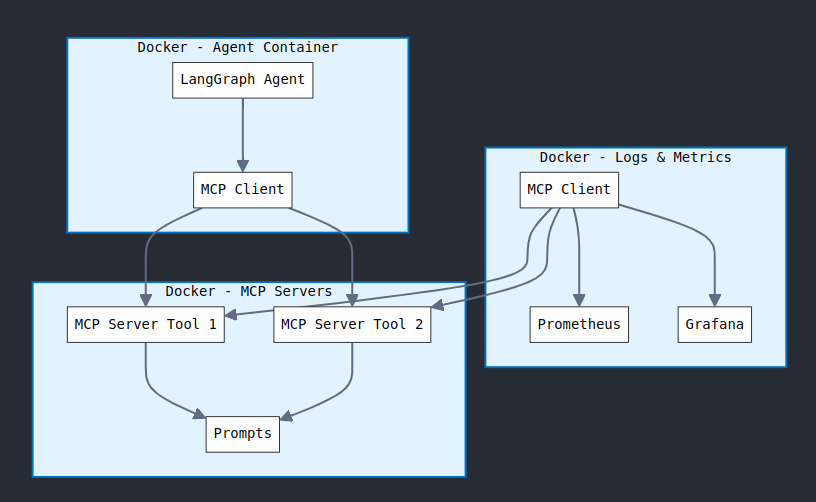 Docker - Agent Container
LangGraph Agent
MCP Client
Docker - Logs & Metrics
MCP Client
Prometheus
Grafana
Docker - MCP Servers
MCP Server Tool 1
MCP Server Tool 2
Prompts